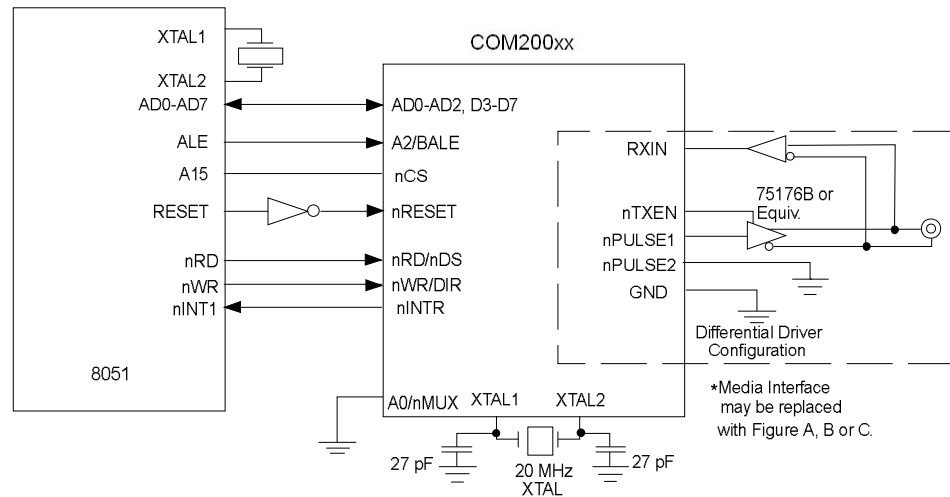 COM200xx
XTAL1
XTAL2
AD0-AD7
ALE
A15
RESET
nRD
nWR
nINT1
8051
AD0-AD2, D3-D7
A2/BALE
nCS
nRESET
nRD/nDS
nWR/DIR
nINTR
A0/nMUX
XTAL1
XTAL2
RXIN
nTXEN
nPULSE1
nPULSE2
GND
75176B or
Equiv.
Differential Driver
Configuration
*Media Interface
may be replaced
with Figure A, B or C.
27 pF
20 MHz
XTAL
27 pF